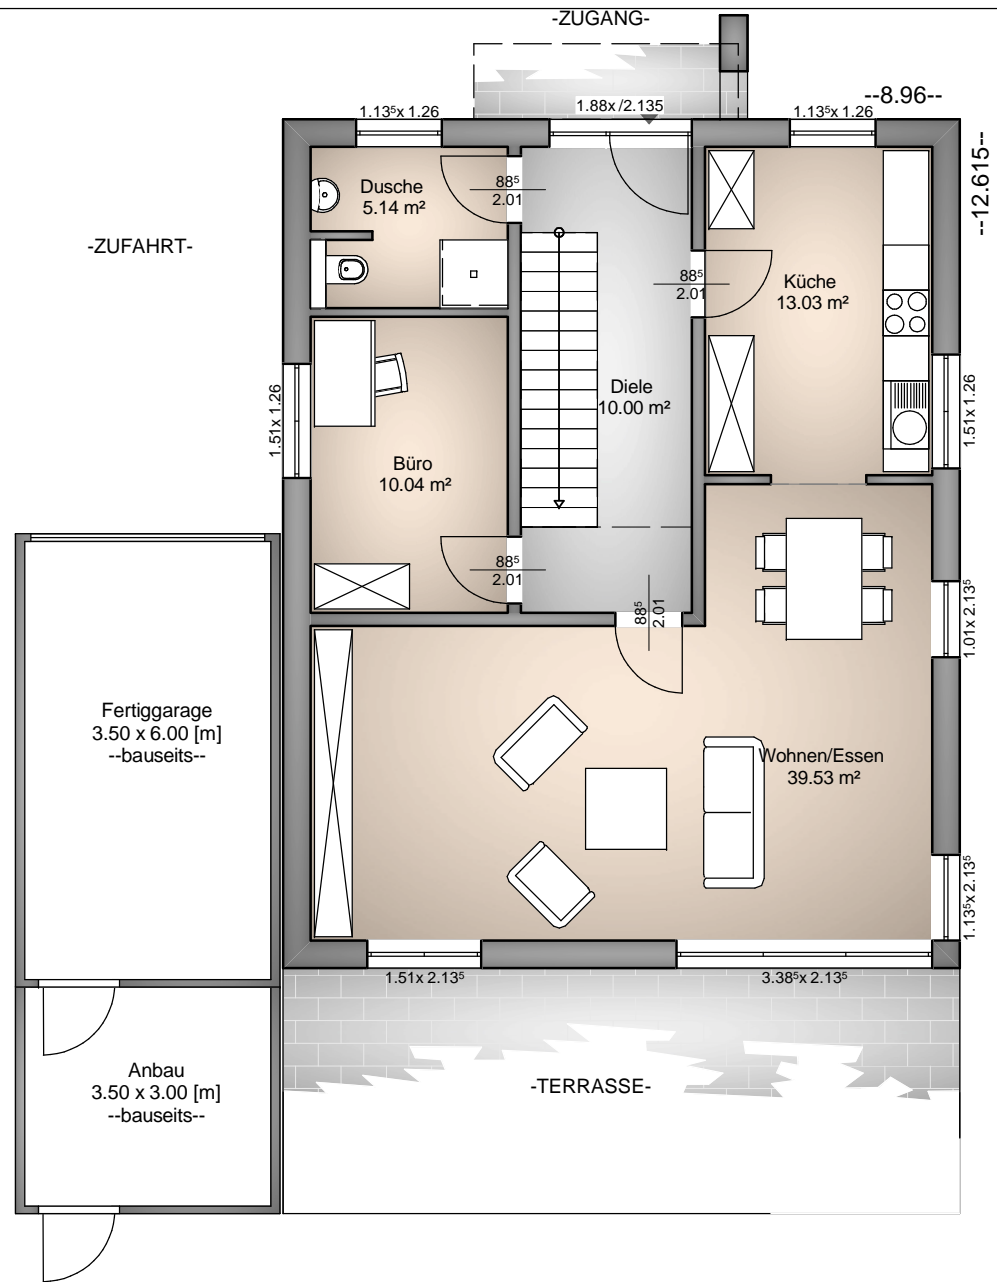 -ZUGANG-
--8.96--
1.13⁵x 1.26
1.88x/2.135
1.13⁵x 1.26
--12.615--
Dusche
5.14 m²
88⁵
2.01
-ZUFAHRT-
88⁵
2.01
Küche
13.03 m²
Diele
10.00 m²
1.51x 1.26
1.51x 1.26
Büro
10.04 m²
88⁵
2.01
88⁵
2.01
1.01x 2.13⁵
Fertiggarage
3.50 x 6.00 [m]
--bauseits--
Wohnen/Essen
39.53 m²
1.13⁵x 2.13⁵
1.51x 2.13⁵
3.38⁵x 2.13⁵
Anbau
3.50 x 3.00 [m]
--bauseits--
-TERRASSE-